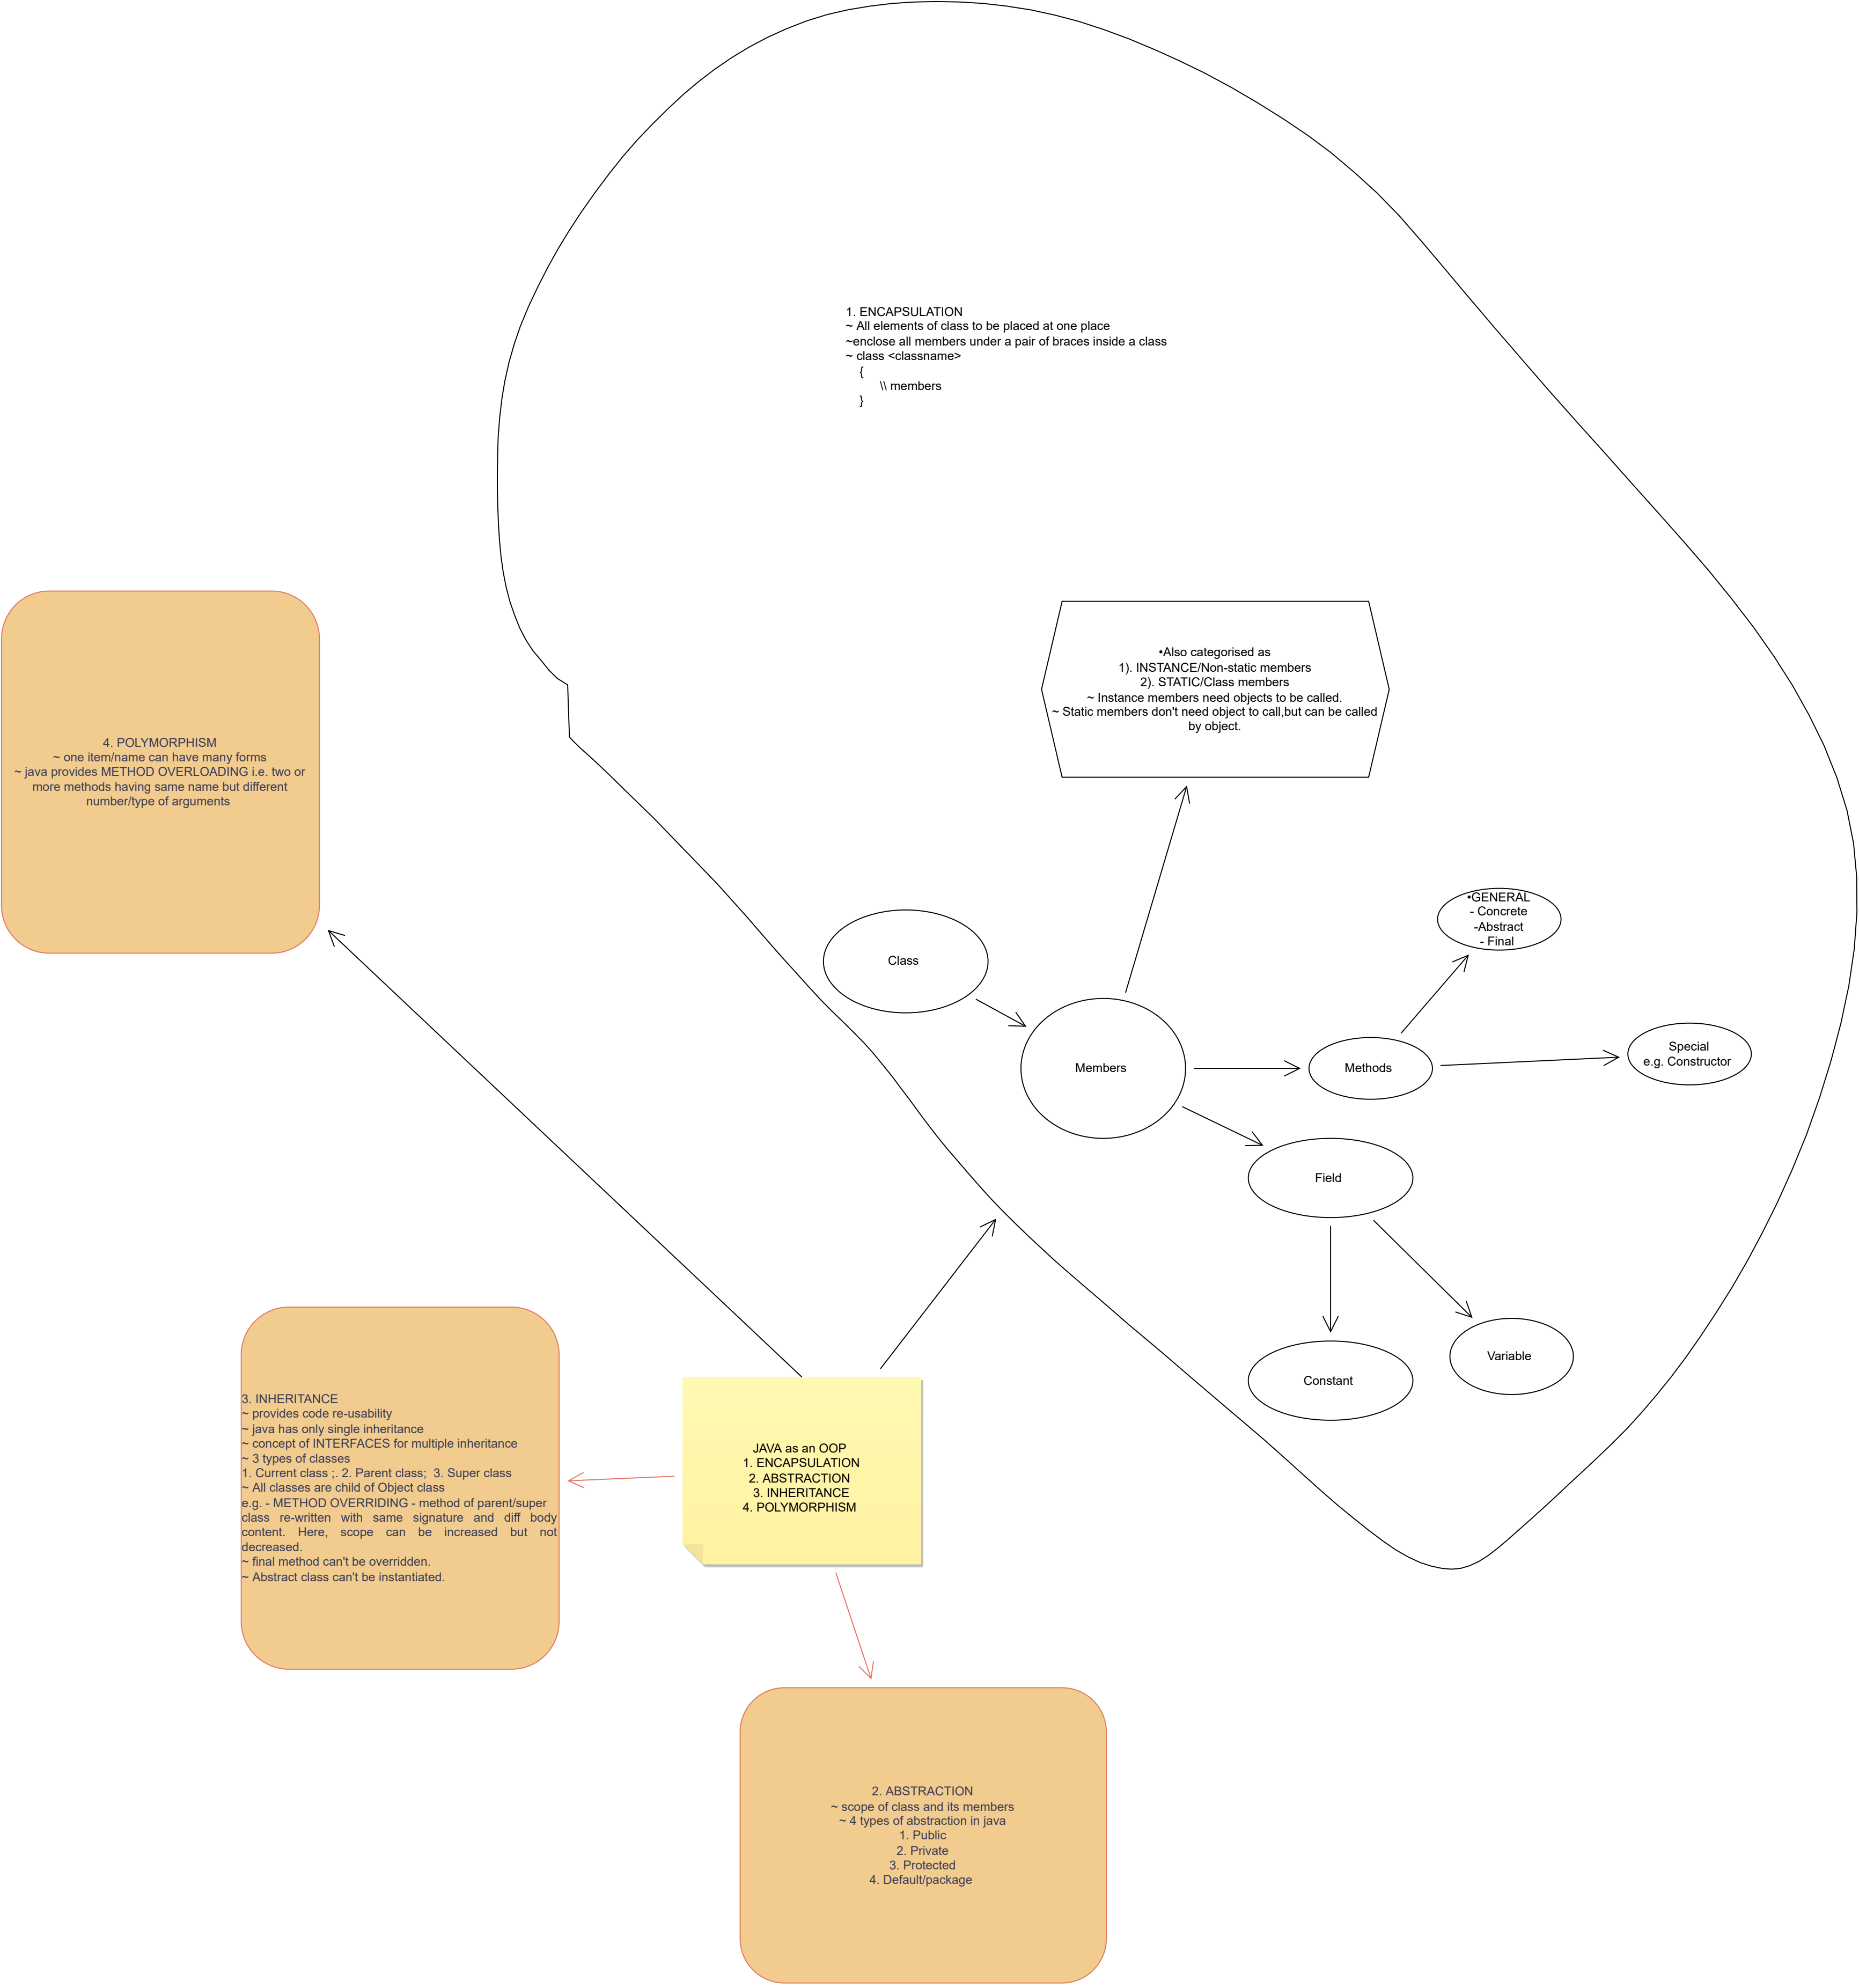 1. ENCAPSULATION
~ All elements of class to be placed at one place
~enclose all members under a pair of braces inside a class
~ class <classname>
{
\\ members
}
•Also categorised as
1). INSTANCE/Non-static members
2). STATIC/Class members
~ Instance members need objects to be called.
~ Static members don't need object to call,but can be called
by object.
4. POLYMORPHISM
~ one item/name can have many forms
~ java provides METHOD OVERLOADING i.e. two or
more methods having same name but different
number/type of arguments
•GENERAL
- Concrete
-Abstract
- Final
Class
Members
Methods
Special
e.g. Constructor
Field
Constant
Variable
3. INHERITANCE
~ provides code re-usability
~ java has only single inheritance
~ concept of INTERFACES for multiple inheritance
~ 3 types of classes
1. Current class ;. 2. Parent class;  3. Super class
~ All classes are child of Object class
e.g. - METHOD OVERRIDING - method of parent/super
class re-written with same signature and diff body
content. Here, scope can be increased but not
decreased.
~ final method can't be overridden.
~ Abstract class can't be instantiated.
JAVA as an OOP
1. ENCAPSULATION
2. ABSTRACTION
3. INHERITANCE
4. POLYMORPHISM
2. ABSTRACTION
~ scope of class and its members
~ 4 types of abstraction in java
1. Public
2. Private
3. Protected
4. Default/package